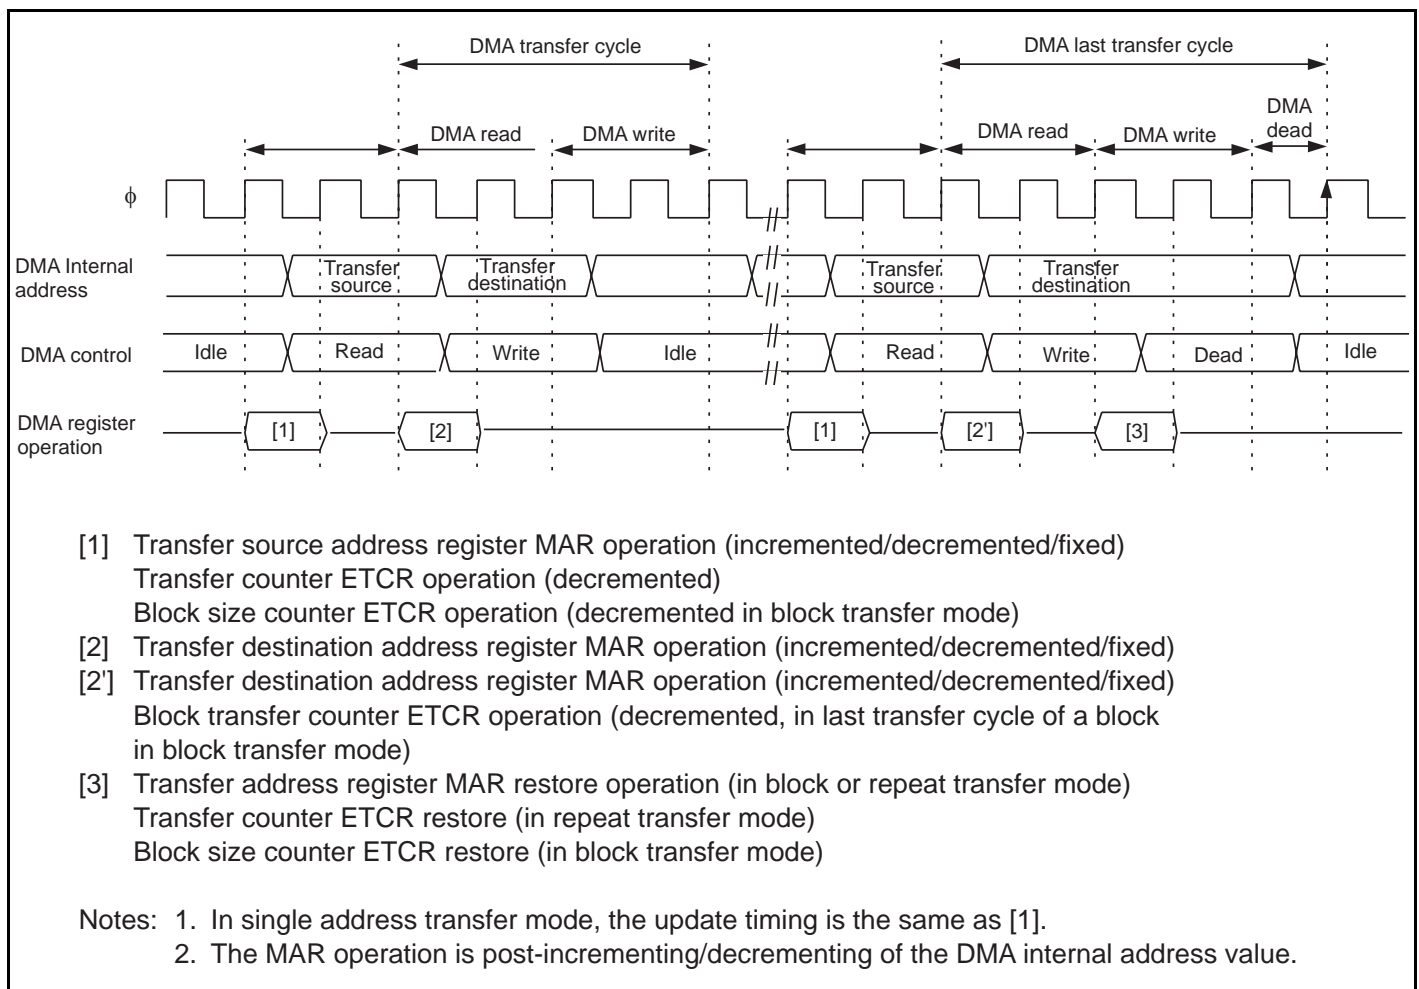 DMA transfer cycle DMA last transfer cycle
DMA
DMA read DMA write DMA read DMA write dead
ϕ
DMA Internal
address
Transfer Transfer Transfer Transfer
source destination source destination
DMA control Idle Read Write Idle Read Write Dead Idle
DMA register
operation
[1] [2] [1] [2'] [3]
[1] Transfer source address register MAR operation (incremented/decremented/fixed)
Transfer counter ETCR operation (decremented)
Block size counter ETCR operation (decremented in block transfer mode)
[2] Transfer destination address register MAR operation (incremented/decremented/fixed)
[2'] Transfer destination address register MAR operation (incremented/decremented/fixed)
Block transfer counter ETCR operation (decremented, in last transfer cycle of a block
in block transfer mode)
[3] Transfer address register MAR restore operation (in block or repeat transfer mode)
Transfer counter ETCR restore (in repeat transfer mode)
Block size counter ETCR restore (in block transfer mode)
Notes: 1. In single address transfer mode, the update timing is the same as [1].
2. The MAR operation is post-incrementing/decrementing of the DMA internal address value.